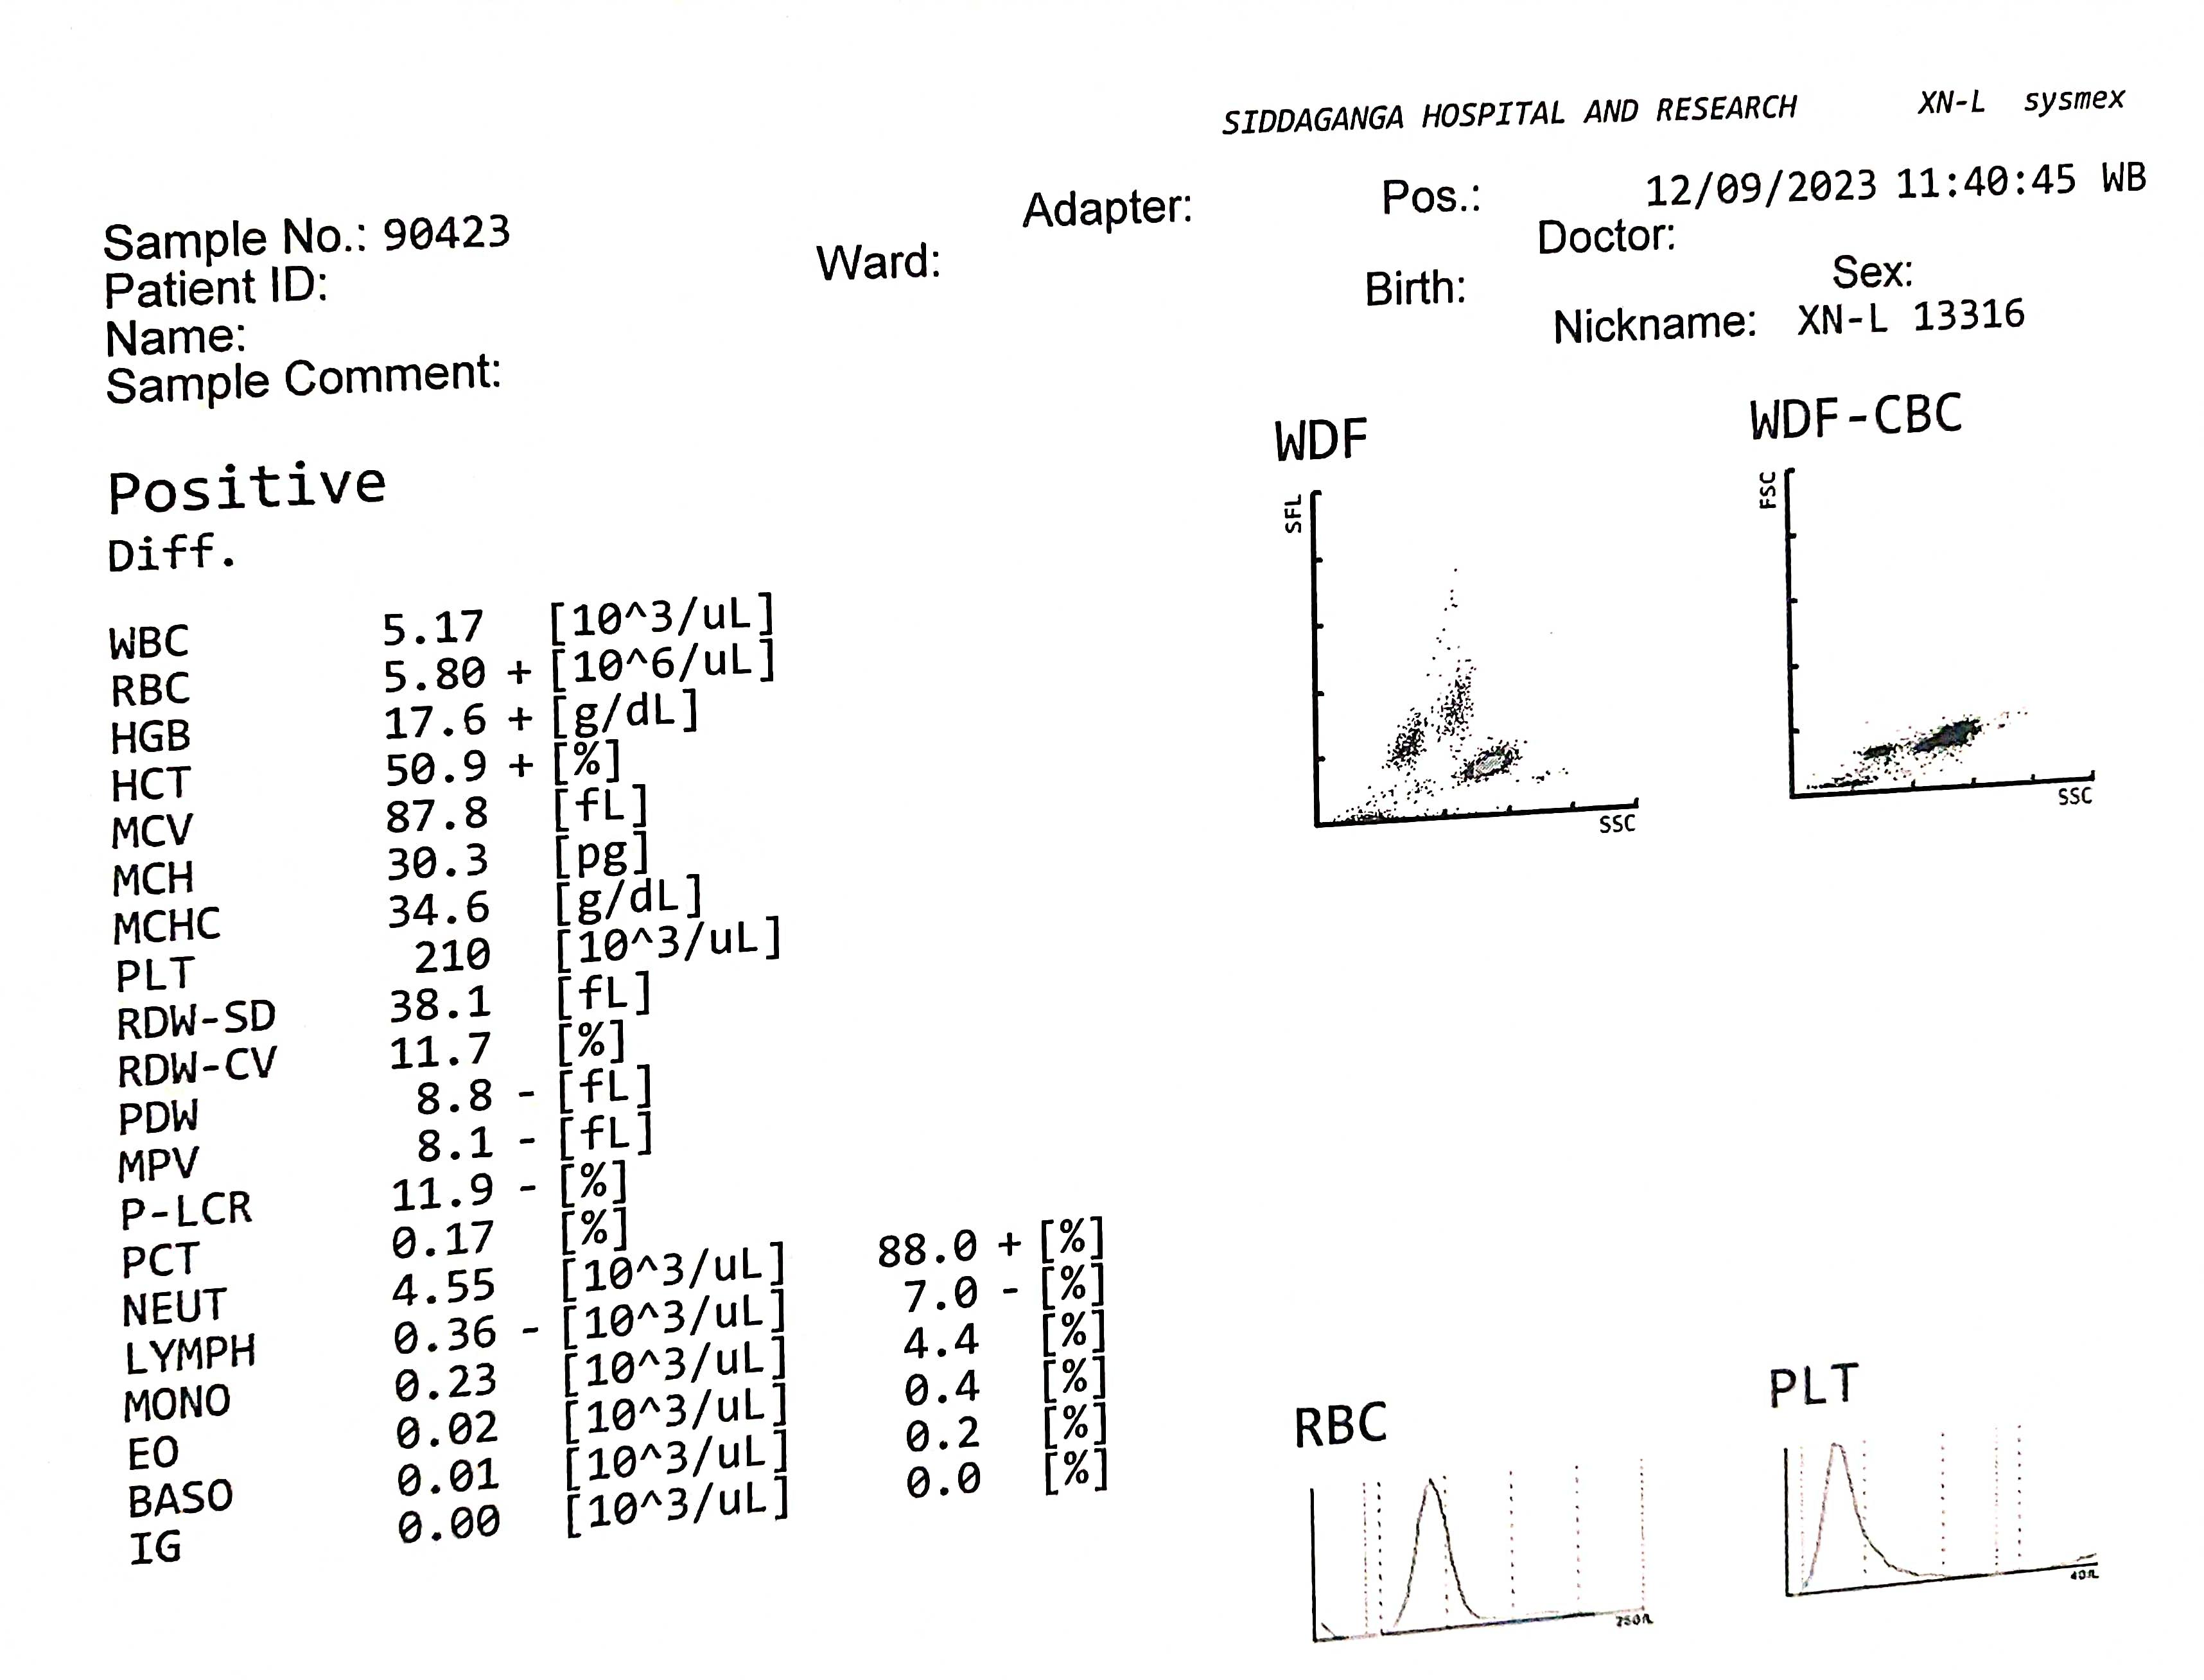 SIDDAGANGA HOSPITAL AND RESEARCH XN-L sysmex
Sample No.: 90423 Adapter: Pos.: 12/09/2023 11:40:45 WB
Patient ID: Ward: Doctor:
Name: Birth: Sex:
Sample Comment: Nickname: XN-L 13316
Positive
Diff.
WBC 5.17 [10^3/uL]
RBC 5.80 + [10^6/uL]
HGB 17.6 + [g/dL]
HCT 50.9 + [%]
MCV 87.8 [fL]
MCH 30.3 [pg]
MCHC 34.6 [g/dL]
PLT 210 [10^3/uL]
RDW-SD 38.1 [fL]
RDW-CV 11.7 [%]
PDW 8.8 - [fL]
MPV 8.1 - [fL]
P-LCR 11.9 - [%]
PCT 0.17 [%]
NEUT 4.55 [10^3/uL] 88.0 + [%]
LYMPH 0.36 - [10^3/uL] 7.0 - [%]
MONO 0.23 [10^3/uL] 4.4 [%]
EO 0.02 [10^3/uL] 0.4 [%]
BASO 0.01 [10^3/uL] 0.2 [%]
IG 0.00 [10^3/uL] 0.0 [%]
WDF
SFL
SSC
WDF-CBC
FSC
SSC
RBC
250fL
PLT
40fL